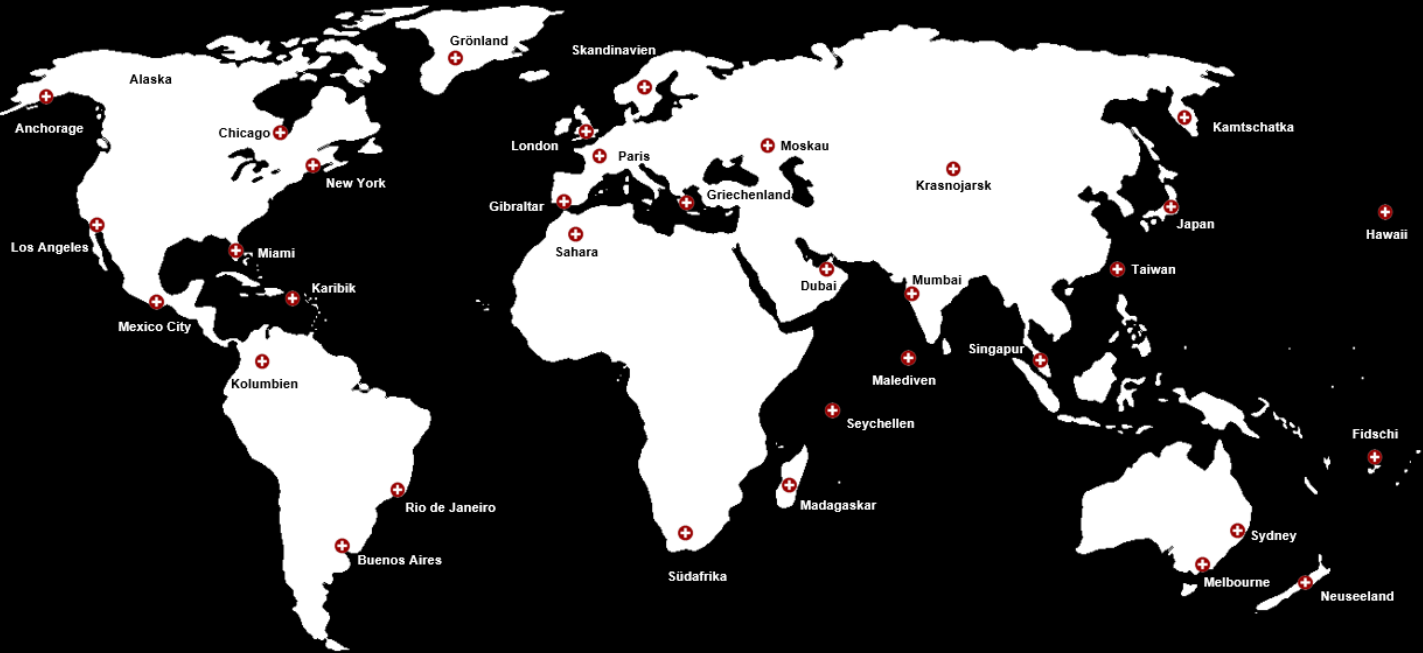 Grönland
Skandinavien
Alaska
Anchorage
Chicago
Kamtschatka
London
Moskau
Paris
New York
Krasnojarsk
Griechenland
Gibraltar
Japan
Hawaii
Los Angeles
Miami
Sahara
Taiwan
Dubai
Mumbai
Karibik
Mexico City
Singapur
Kolumbien
Malediven
Seychellen
Fidschi
Rio de Janeiro
Madagaskar
Sydney
Buenos Aires
Südafrika
Melbourne
Neuseeland